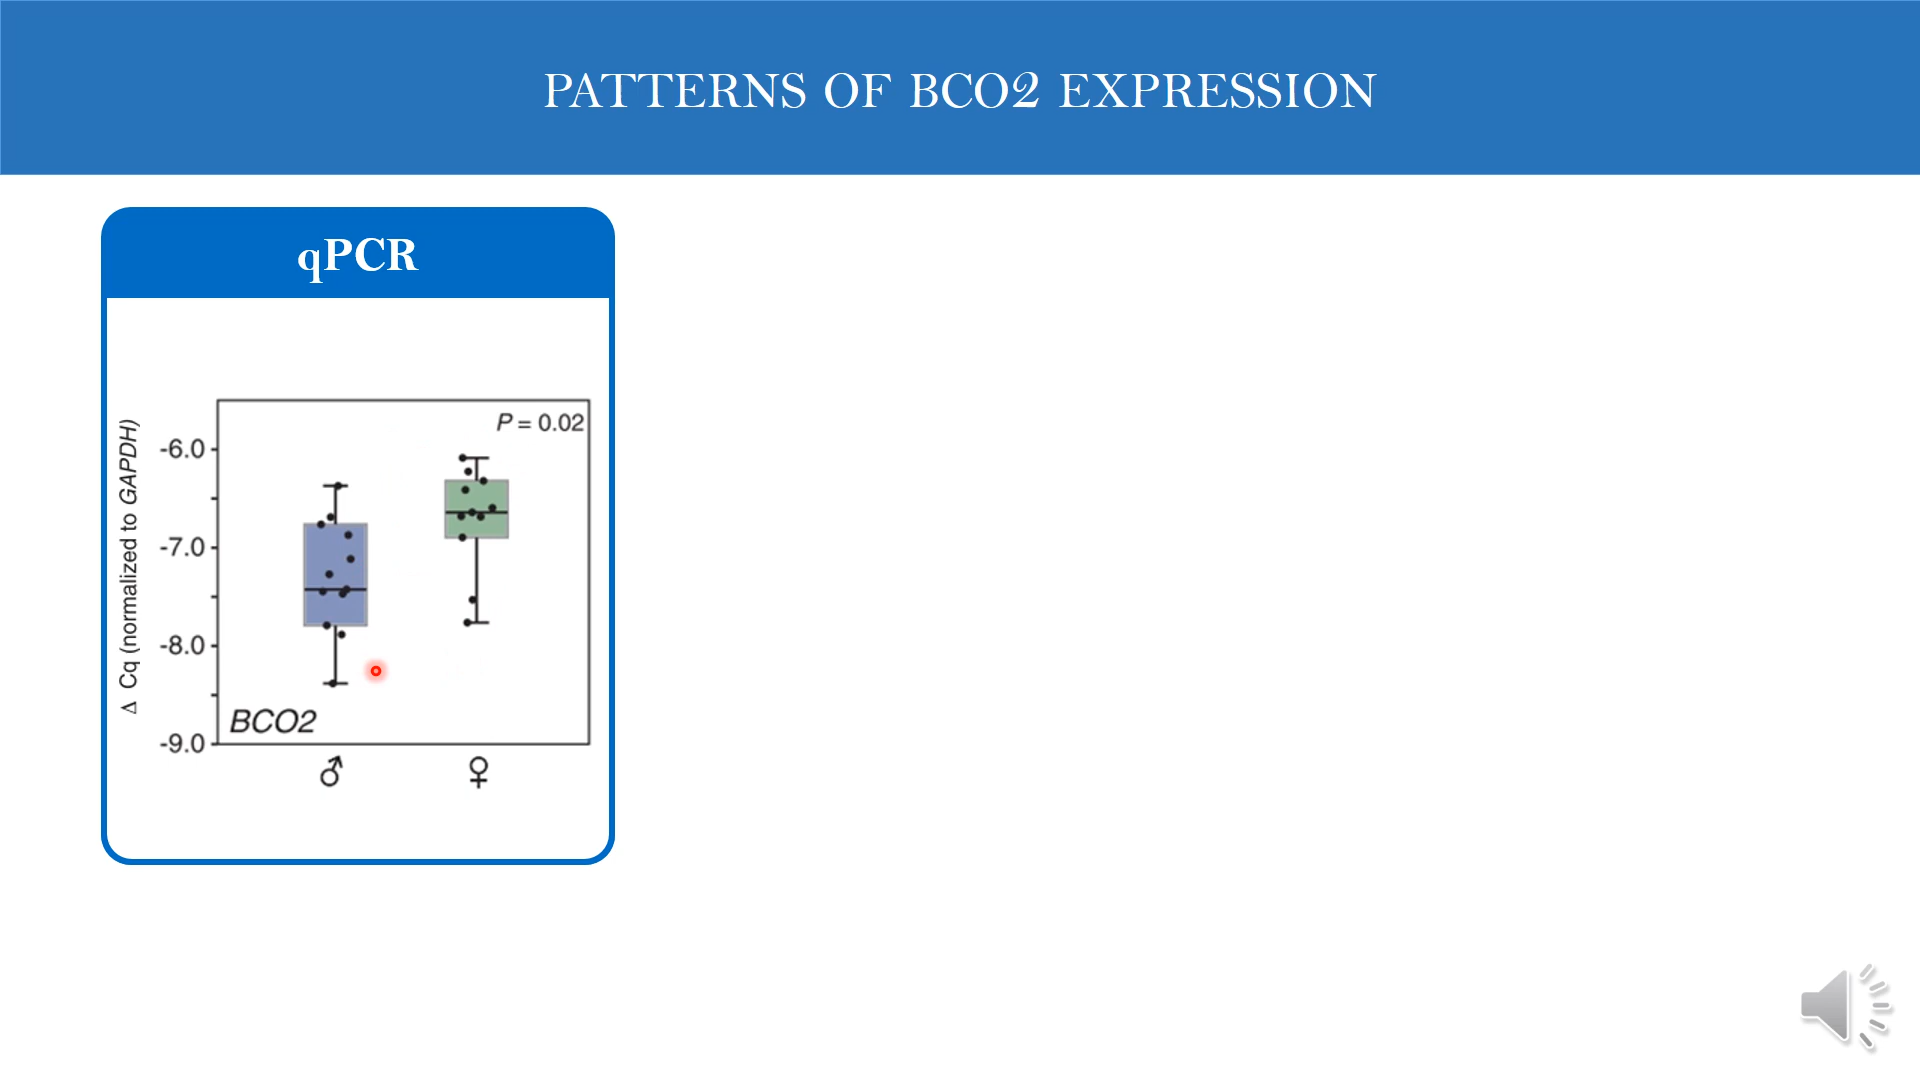 PATTERNS OF BCO2 EXPRESSION
qPCR
Δ Cq (normalized to GAPDH)
P = 0.02
-6.0
-7.0
-8.0
-9.0
BCO2
♂ ♀